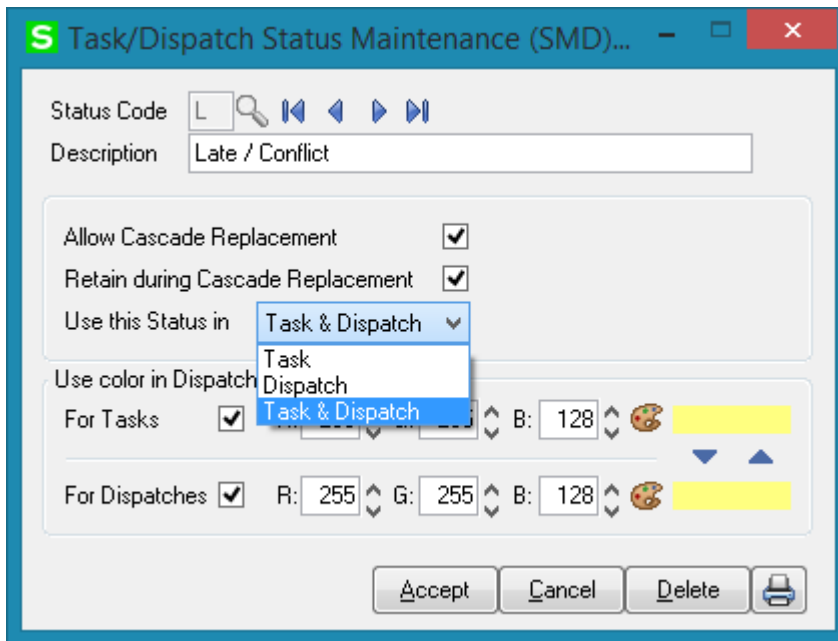 S Task/Dispatch Status Maintenance (SMD)...
Status Code L
Description Late / Conflict
Allow Cascade Replacement
Retain during Cascade Replacement
Use this Status in Task & Dispatch
Task
Dispatch
Task & Dispatch
Use color in Dispatch
For Tasks B: 128
For Dispatches R: 255 G: 255 B: 128
Accept Cancel Delete